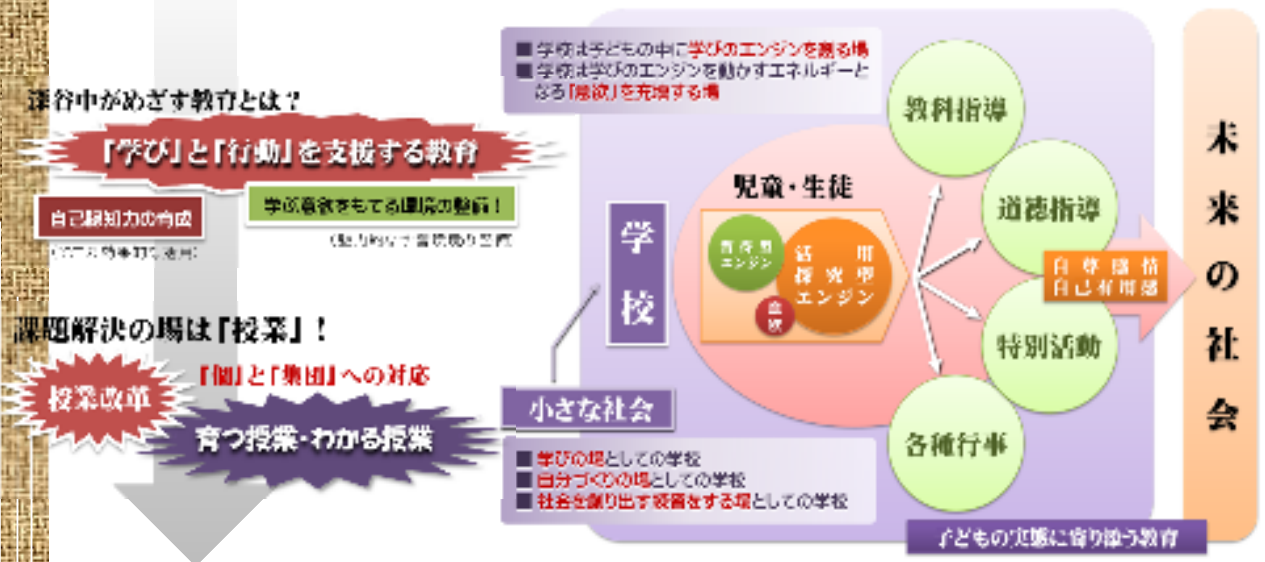 深谷中がめざす教育とは？
「学び」と「行動」を支援する教育
自己認知力の育成
学ぶ意欲をもてる環境の整備！
課題解決の場は「授業」！
授業改革
「個」と「集団」への対応
育つ授業・わかる授業
■ 学校は子どもの中に学びのエンジンを創る場
■ 学校は学びのエンジンを動かすエネルギーと
なる「意欲」を充填する場
学校
小さな社会
■ 学びの場としての学校
■ 自分づくりの場としての学校
■ 社会を創り出す練習をする場としての学校
児童・生徒
エンジン
活用
探究型
エンジン
意欲
教科指導
道徳指導
特別活動
各種行事
自尊感情
自己有用感
子どもの実態に寄り添う教育
未来の社会